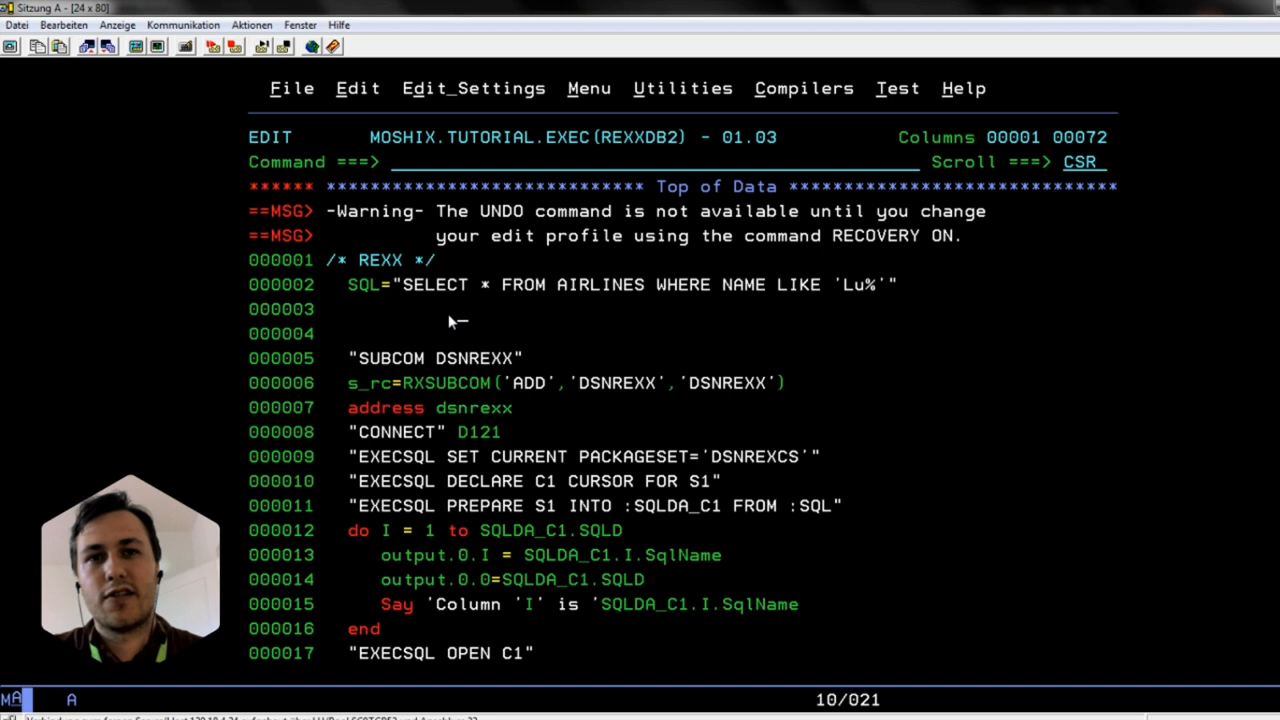 Sitzung A - [24 x 80]
Datei Bearbeiten Anzeige Kommunikation Aktionen Fenster Hilfe
File Edit Edit_Settings Menu Utilities Compilers Test Help
EDIT MOSHIX.TUTORIAL.EXEC(REXXDB2) - 01.03 Columns 00001 00072
Command ===> Scroll ===> CSR
****** ***************************** Top of Data ******************************
==MSG> -Warning- The UNDO command is not available until you change
==MSG> your edit profile using the command RECOVERY ON.
000001 /* REXX */
000002 SQL="SELECT * FROM AIRLINES WHERE NAME LIKE 'Lu%'"
000003
000004
000005 "SUBCOM DSNREXX"
000006 s_rc=RXSUBCOM('ADD','DSNREXX','DSNREXX')
000007 address dsnrexx
000008 "CONNECT" D121
000009 "EXECSQL SET CURRENT PACKAGESET='DSNREXCS'"
000010 "EXECSQL DECLARE C1 CURSOR FOR S1"
000011 "EXECSQL PREPARE S1 INTO :SQLDA_C1 FROM :SQL"
000012 do I = 1 to SQLDA_C1.SQLD
000013 output.0.I = SQLDA_C1.I.SqlName
000014 output.0.0=SQLDA_C1.SQLD
000015 Say 'Column 'I' is 'SQLDA_C1.I.SqlName
000016 end
000017 "EXECSQL OPEN C1"
MA A 10/021